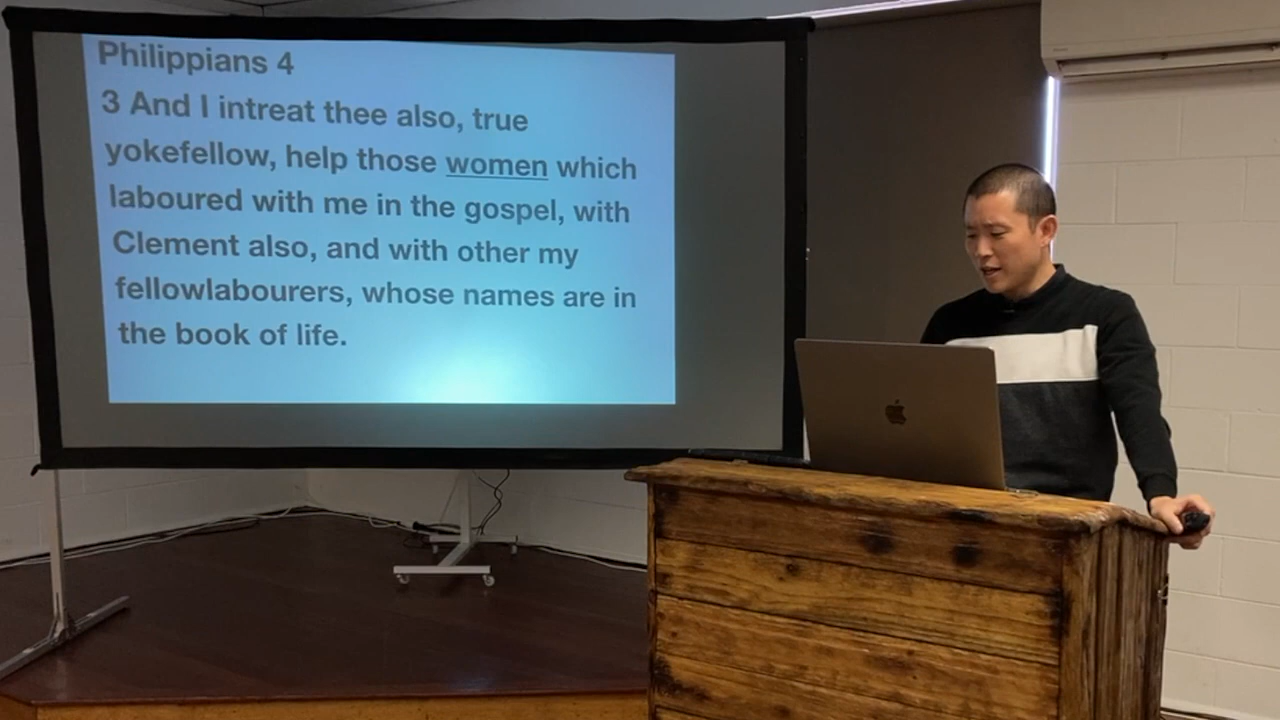 Philippians 4
3 And I intreat thee also, true
yokefellow, help those women which
laboured with me in the gospel, with
Clement also, and with other my
fellowlabourers, whose names are in
the book of life.